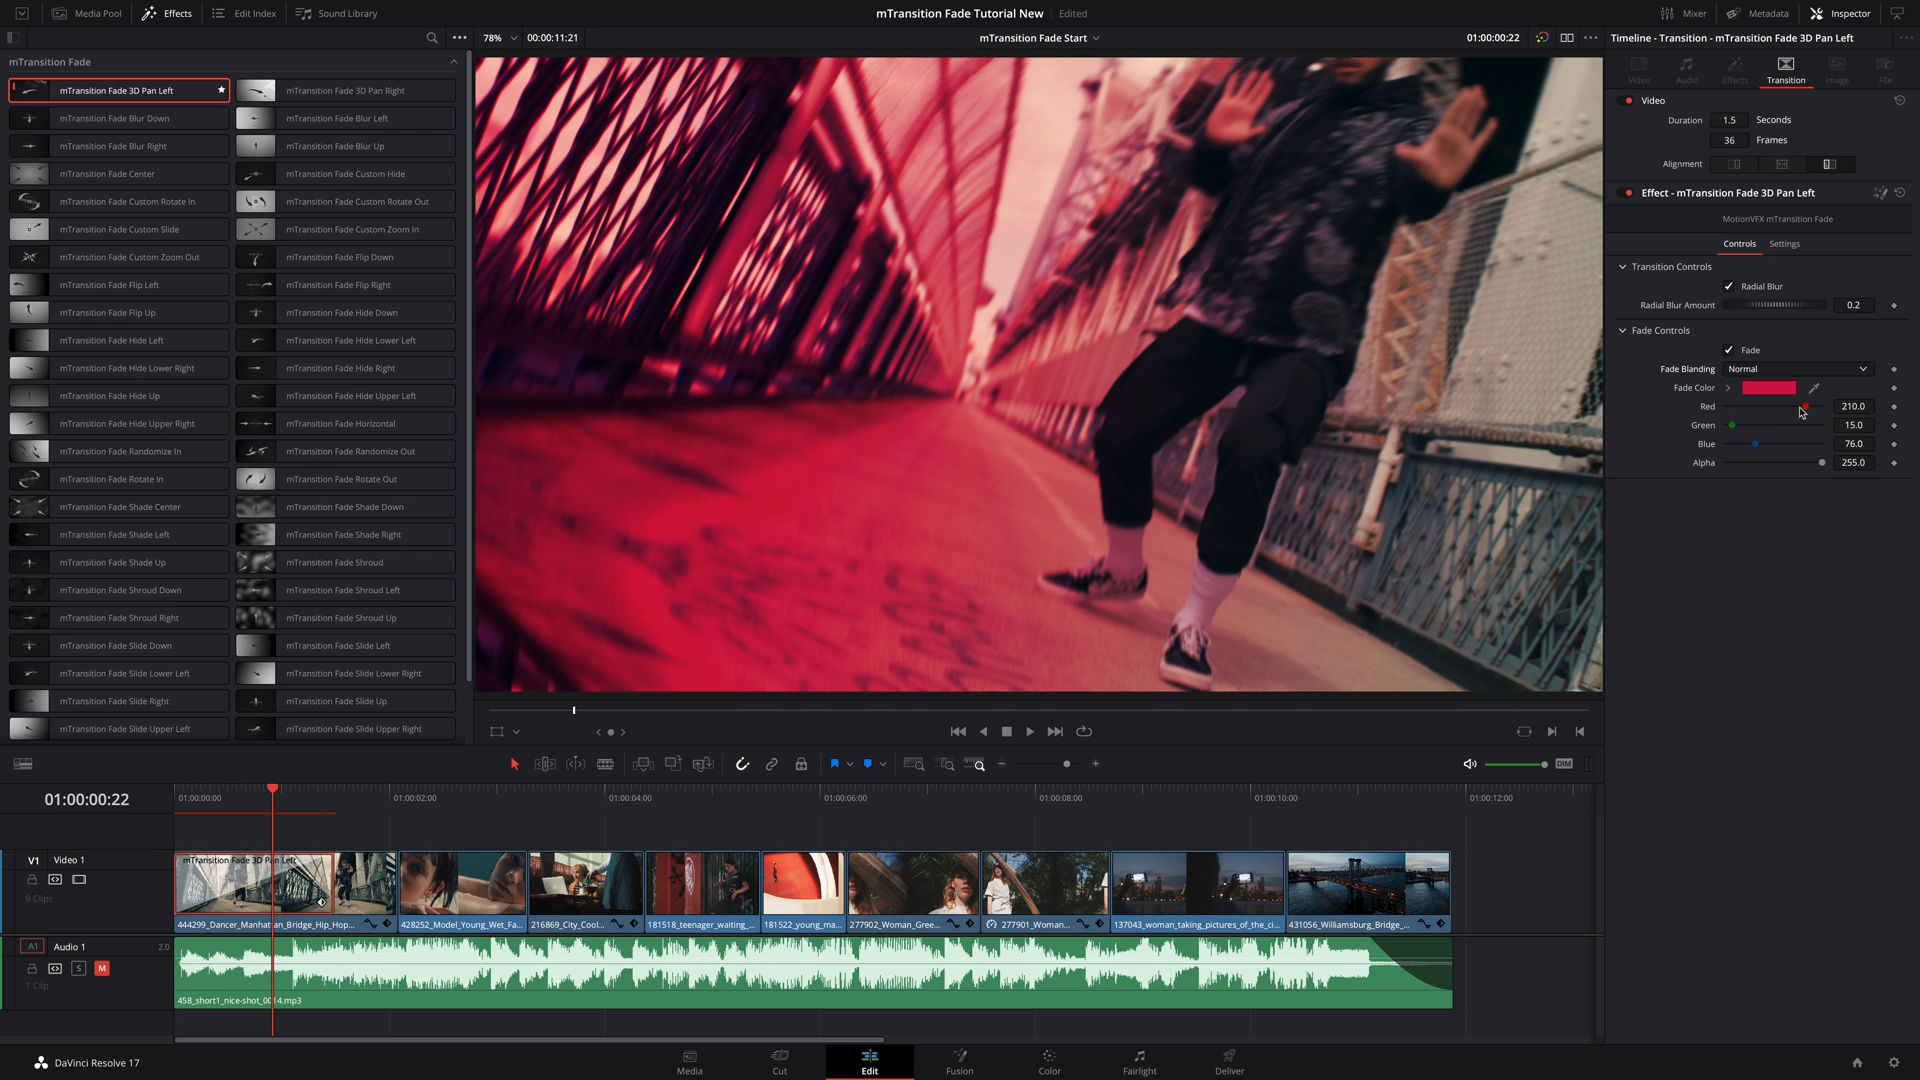 Media Pool
Effects
Edit Index
Sound Library
mTransition Fade Tutorial New
Edited
Mixer
Metadata
Inspector
78%
00:00:11:21
mTransition Fade Start
01:00:00:22
Timeline - Transition - mTransition Fade 3D Pan Left
mTransition Fade
mTransition Fade 3D Pan Left
mTransition Fade 3D Pan Right
mTransition Fade Blur Down
mTransition Fade Blur Left
mTransition Fade Blur Right
mTransition Fade Blur Up
mTransition Fade Center
mTransition Fade Custom Hide
mTransition Fade Custom Rotate In
mTransition Fade Custom Rotate Out
mTransition Fade Custom Slide
mTransition Fade Custom Zoom In
mTransition Fade Custom Zoom Out
mTransition Fade Flip Down
mTransition Fade Flip Left
mTransition Fade Flip Right
mTransition Fade Flip Up
mTransition Fade Hide Down
mTransition Fade Hide Left
mTransition Fade Hide Lower Left
mTransition Fade Hide Lower Right
mTransition Fade Hide Right
mTransition Fade Hide Up
mTransition Fade Hide Upper Left
mTransition Fade Hide Upper Right
mTransition Fade Horizontal
mTransition Fade Randomize In
mTransition Fade Randomize Out
mTransition Fade Rotate In
mTransition Fade Rotate Out
mTransition Fade Shade Center
mTransition Fade Shade Down
mTransition Fade Shade Left
mTransition Fade Shade Right
mTransition Fade Shade Up
mTransition Fade Shroud
mTransition Fade Shroud Down
mTransition Fade Shroud Left
mTransition Fade Shroud Right
mTransition Fade Shroud Up
mTransition Fade Slide Down
mTransition Fade Slide Left
mTransition Fade Slide Lower Left
mTransition Fade Slide Lower Right
mTransition Fade Slide Right
mTransition Fade Slide Up
mTransition Fade Slide Upper Left
mTransition Fade Slide Upper Right
Video
Audio
Effects
Transition
Image
File
Video
Duration 1.5 Seconds
36 Frames
Alignment
Effect - mTransition Fade 3D Pan Left
MotionVFX mTransition Fade
Controls
Settings
Transition Controls
Radial Blur
Radial Blur Amount 0.2
Fade Controls
Fade
Fade Blanding Normal
Fade Color
Red 210.0
Green 15.0
Blue 76.0
Alpha 255.0
DIM
01:00:00:22
01:00:00:00
01:00:02:00
01:00:04:00
01:00:06:00
01:00:08:00
01:00:10:00
01:00:12:00
V1 Video 1
9 Clips
mTransition Fade 3D Pan Left
444299_Dancer_Manhattan_Bridge_Hip_Hop...
428252_Model_Young_Wet_Fa...
216869_City_Cool...
181518_teenager_waiting_...
181522_young_ma...
277902_Woman_Gree...
277901_Woman...
137043_woman_taking_pictures_of_the_ci...
431056_Williamsburg_Bridge_...
A1 Audio 1 2.0
S
M
1 Clip
458_short1_nice-shot_0014.mp3
DaVinci Resolve 17
Media
Cut
Edit
Fusion
Color
Fairlight
Deliver